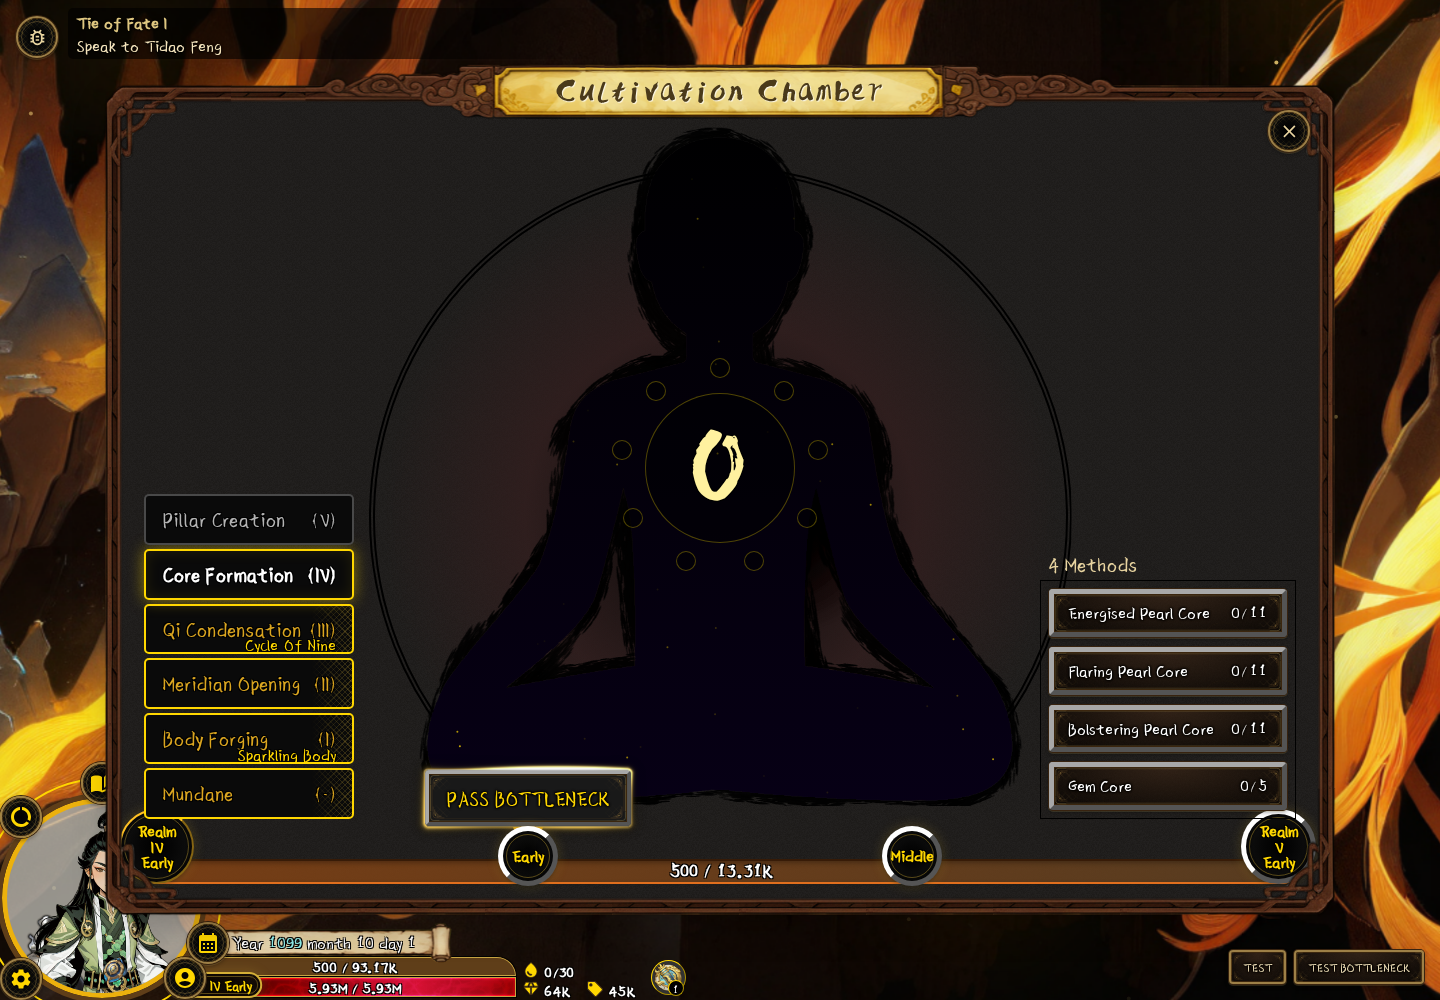 Tie of Fate I
Speak to Tidao Feng
Cultivation Chamber
0
Pillar Creation (V)
Core Formation (IV)
Qi Condensation (III)
Cycle Of Nine
Meridian Opening (II)
Body Forging (I)
Sparkling Body
Mundane (-)
4 Methods
Energised Pearl Core 0/11
Flaring Pearl Core 0/11
Bolstering Pearl Core 0/11
Gem Core 0/5
PASS BOTTLENECK
Realm
IV
Early
Early
Middle
Realm
V
Early
500 / 13.31K
Year 1099 month 10 day 1
500 / 93.17K
IV Early
5.93M / 5.93M
0/30
64K
45K
1
TEST
TEST BOTTLENECK